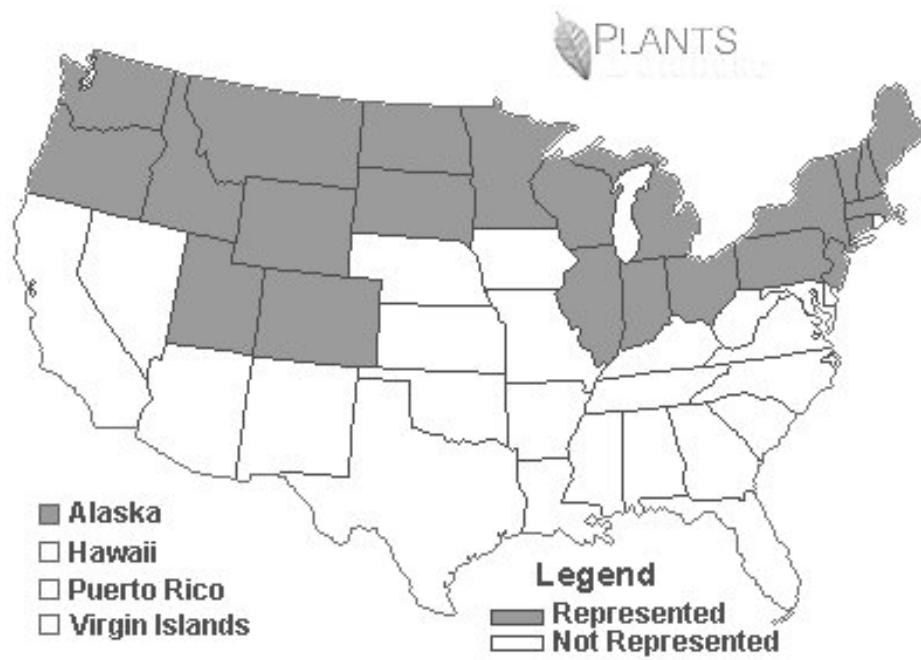 PLANTS
Alaska
Hawaii
Puerto Rico
Virgin Islands
Legend
Represented
Not Represented